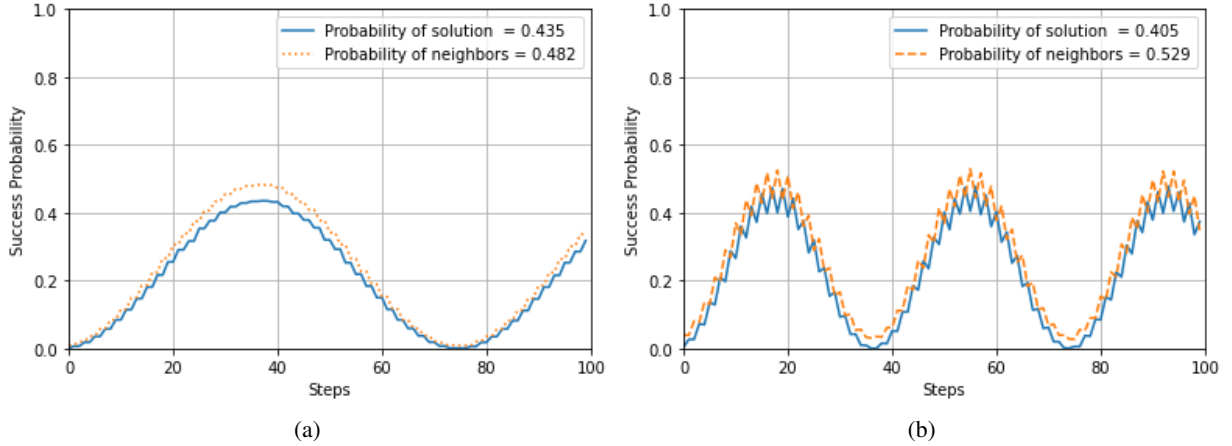 Probability of solution = 0.435
Probability of neighbors = 0.482
1.0
0.8
0.6
0.4
0.2
0.0
Success Probability
0 20 40 60 80 100
Steps
(a)
Probability of solution = 0.405
Probability of neighbors = 0.529
1.0
0.8
0.6
0.4
0.2
0.0
Success Probability
0 20 40 60 80 100
Steps
(b)